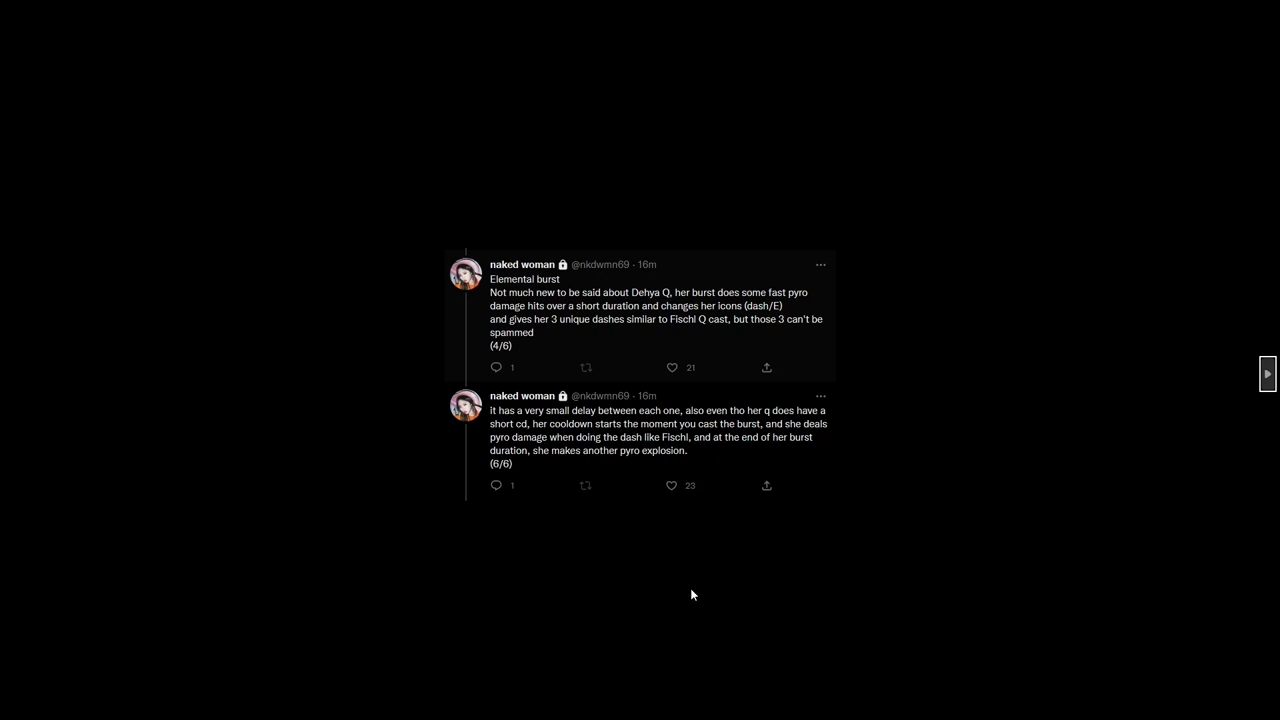 naked woman @nkdwmn69 · 16m
Elemental burst
Not much new to be said about Dehya Q, her burst does some fast pyro
damage hits over a short duration and changes her icons (dash/E)
and gives her 3 unique dashes similar to Fischl Q cast, but those 3 can't be
spammed
(4/6)
1 21
naked woman @nkdwmn69 · 16m
it has a very small delay between each one, also even tho her q does have a
short cd, her cooldown starts the moment you cast the burst, and she deals
pyro damage when doing the dash like Fischl, and at the end of her burst
duration, she makes another pyro explosion.
(6/6)
1 23